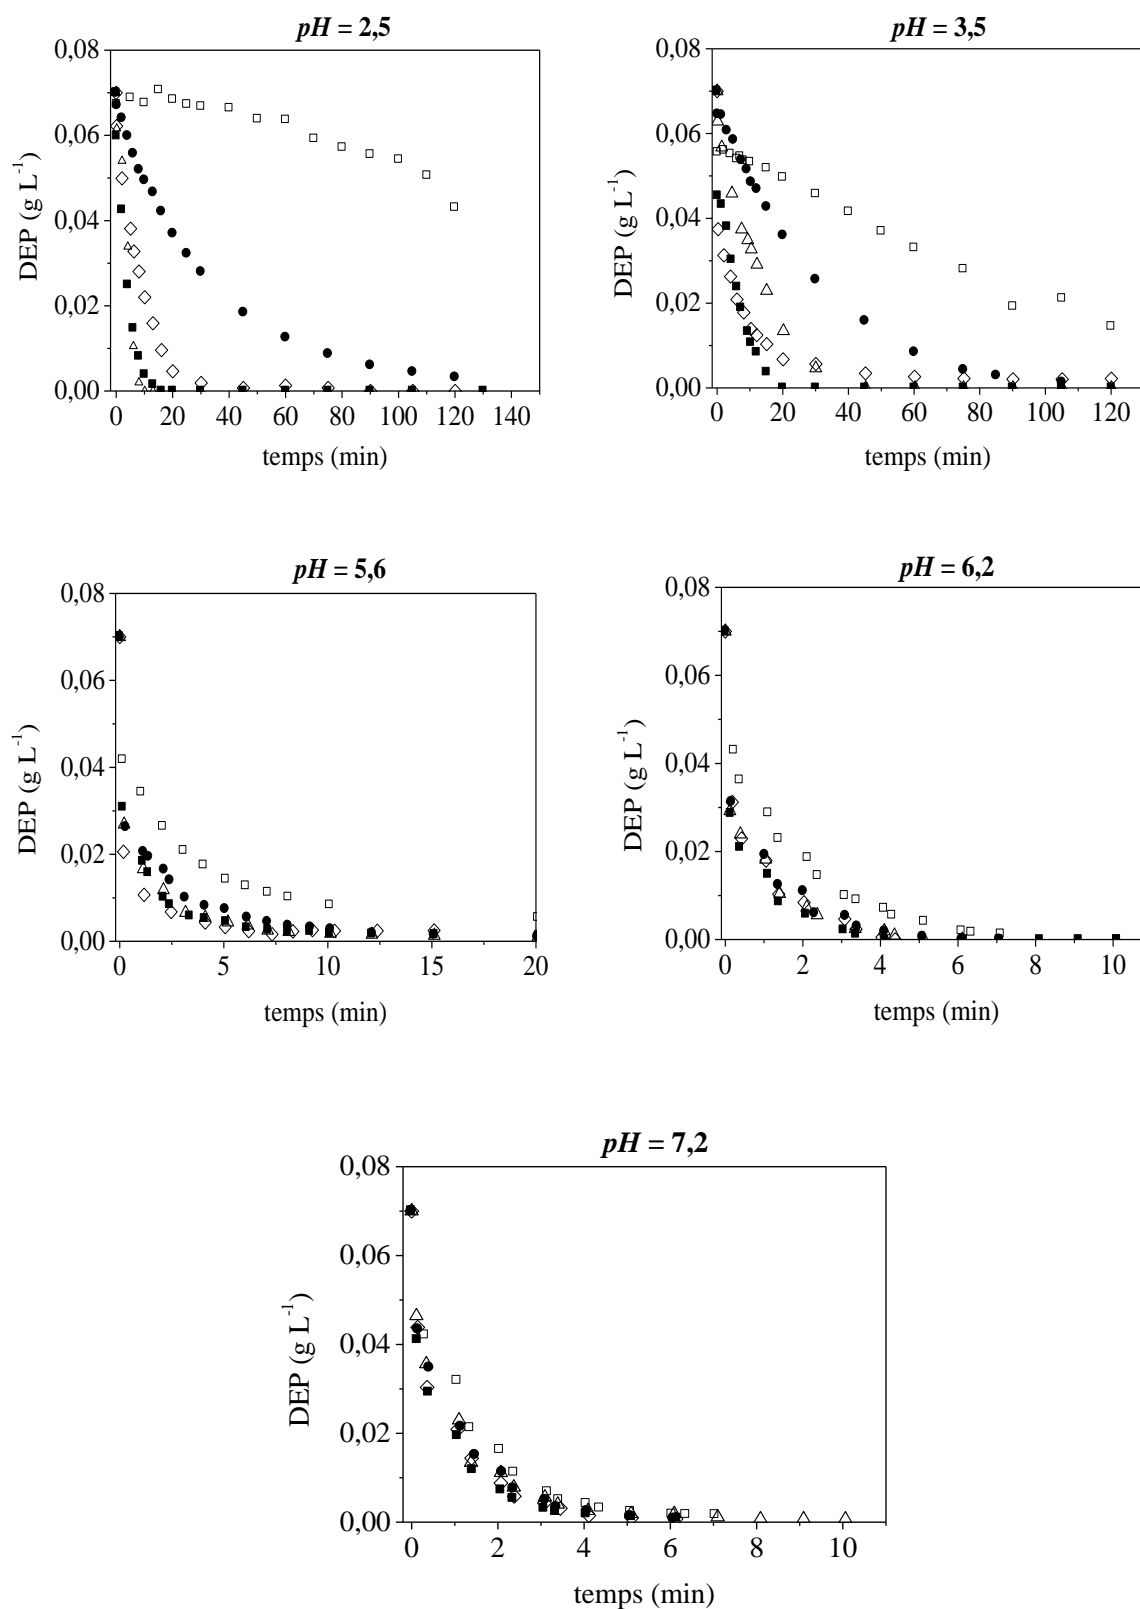 pH = 2,5
0,08
0,06
0,04
0,02
0,00
DEP (g L-1)
0 20 40 60 80 100 120 140
temps (min)
pH = 3,5
0,08
0,06
0,04
0,02
0,00
DEP (g L-1)
0 20 40 60 80 100 120
temps (min)
pH = 5,6
0,08
0,06
0,04
0,02
0,00
DEP (g L-1)
0 5 10 15 20
temps (min)
pH = 6,2
0,08
0,06
0,04
0,02
0,00
DEP (g L-1)
0 2 4 6 8 10
temps (min)
pH = 7,2
0,08
0,06
0,04
0,02
0,00
DEP (g L-1)
0 2 4 6 8 10
temps (min)